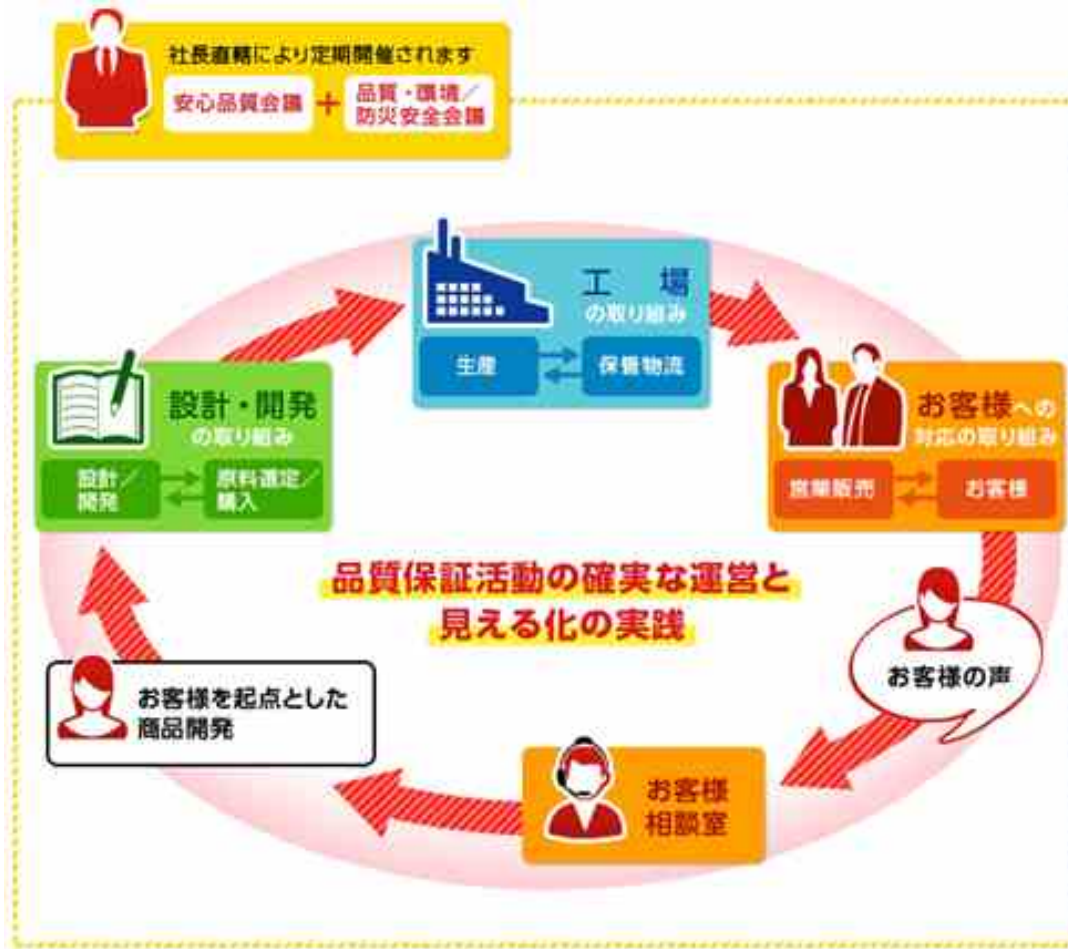 社長直轄により定期開催されます
安心品質会議
+
品質・環境／
防災安全会議
工場
の取り組み
生産
保管物流
設計・開発
の取り組み
設計／
開発
原料選定／
購入
お客様への
対応の取り組み
営業販売
お客様
品質保証活動の確実な運営と
見える化の実践
お客様の声
お客様を起点とした
商品開発
お客様
相談室